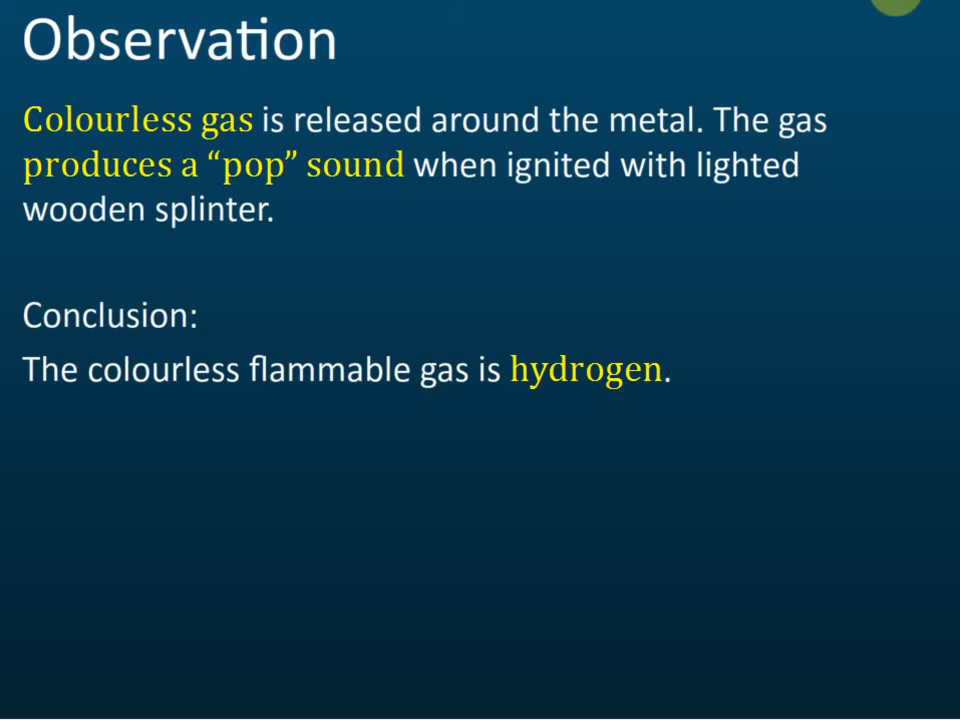 Observation
Colourless gas is released around the metal. The gas
produces a “pop” sound when ignited with lighted
wooden splinter.
Conclusion:
The colourless flammable gas is hydrogen.